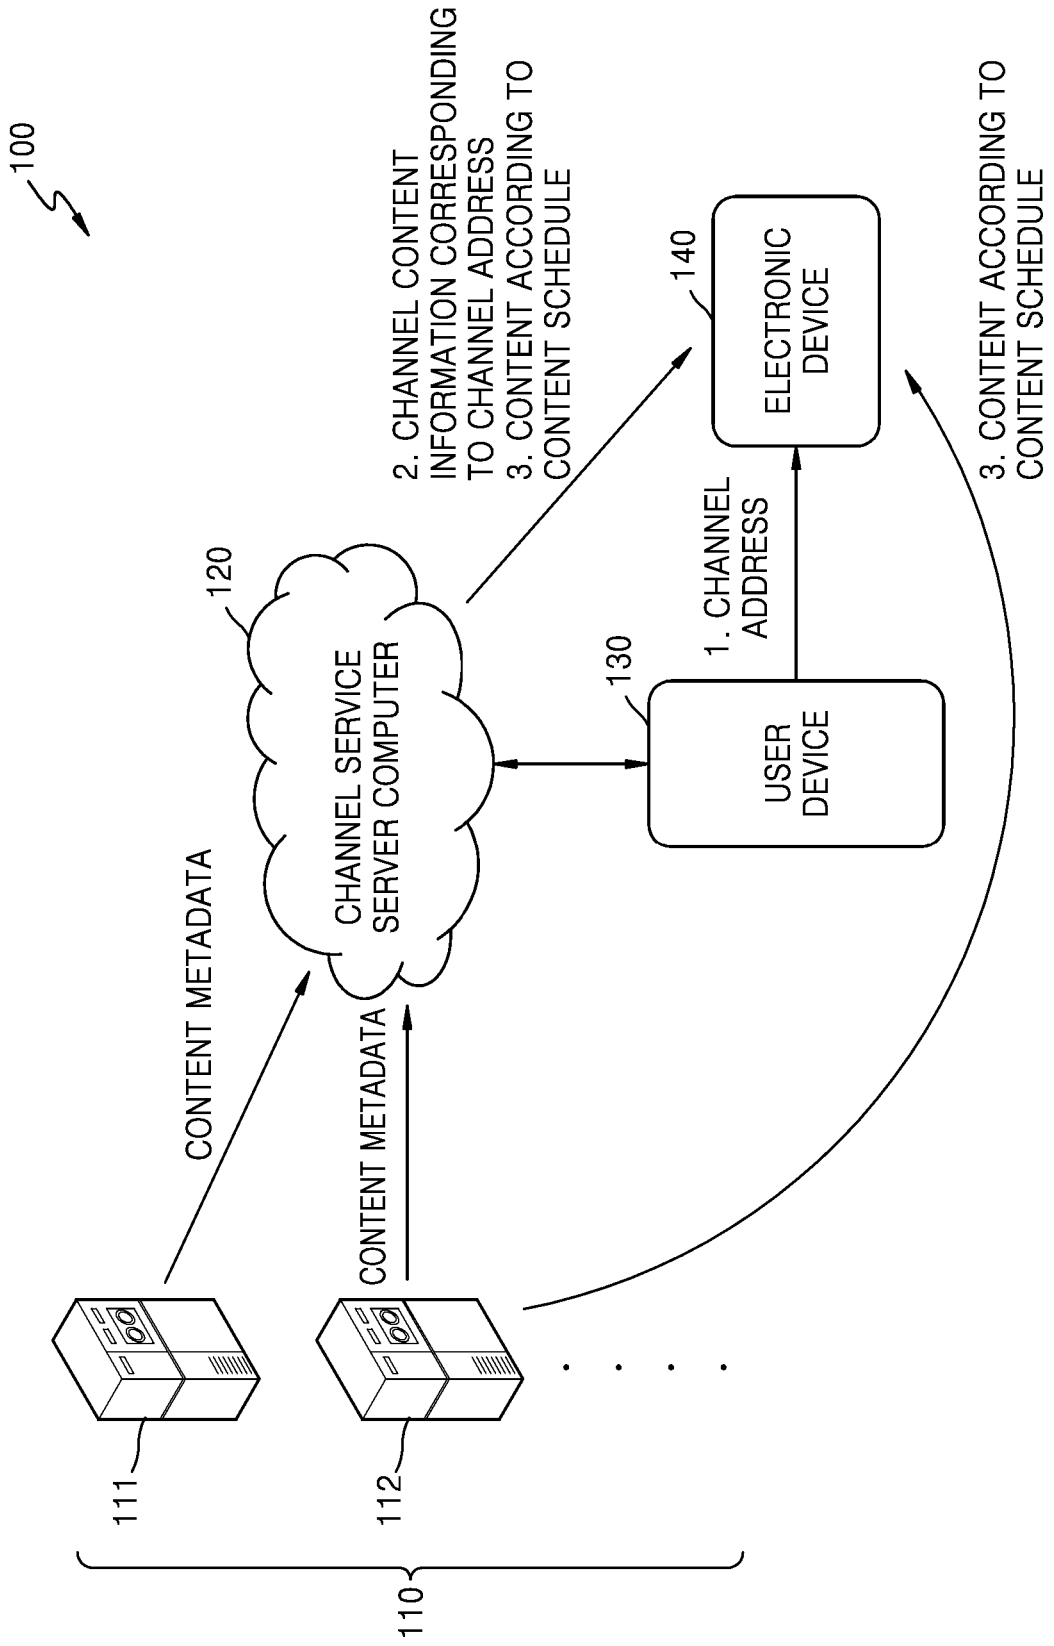 100
110
111
112
CONTENT METADATA
CONTENT METADATA
120
CHANNEL SERVICE
SERVER COMPUTER
2. CHANNEL CONTENT
INFORMATION CORRESPONDING
TO CHANNEL ADDRESS
3. CONTENT ACCORDING TO
CONTENT SCHEDULE
130
USER
DEVICE
1. CHANNEL
ADDRESS
140
ELECTRONIC
DEVICE
3. CONTENT ACCORDING TO
CONTENT SCHEDULE